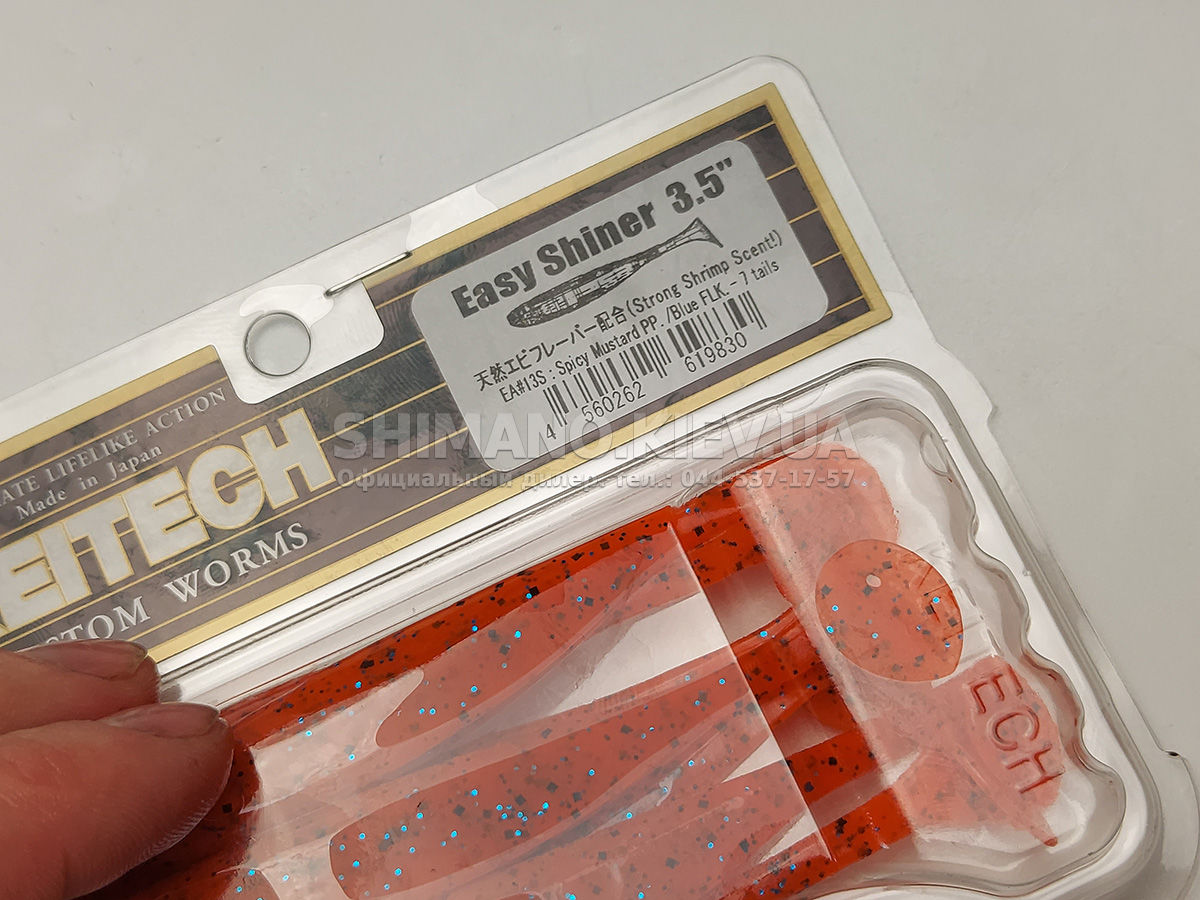 Easy Shiner 3.5"
天然エビフレーバー配合(Strong Shrimp Scent!)
EA#13S: Spicy Mustard PP. /Blue FLK. - 7 tails
4 560262 619830
ATE LIFELIKE ACTION
Made in Japan
EITECH
STOM WORMS
SHIMANO.KIEV.UA
Официальный дилер. тел.: 044-537-17-57
ECH